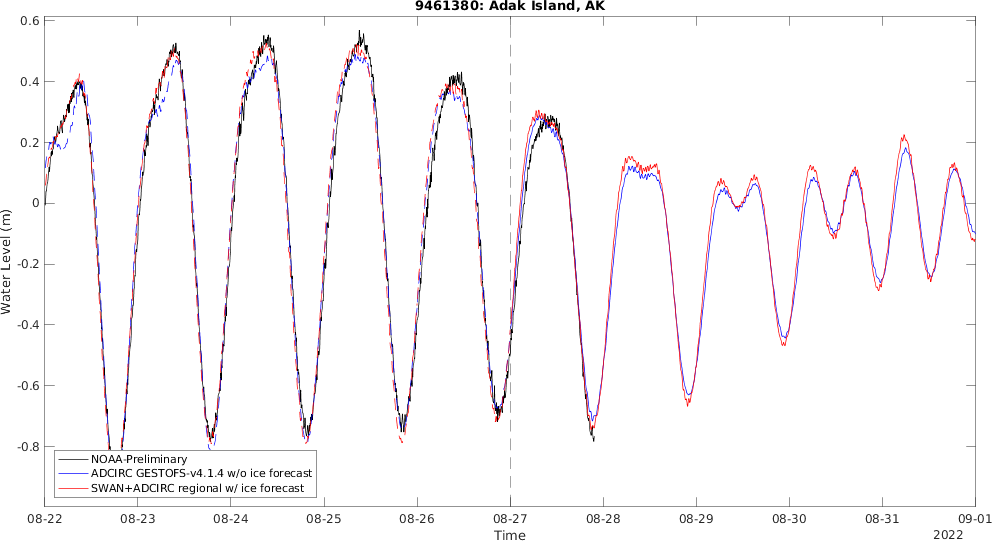 9461380: Adak Island, AK
0.6
0.4
0.2
0
-0.2
-0.4
-0.6
-0.8
Water Level (m)
NOAA-Preliminary
ADCIRC GESTOFS-v4.1.4 w/o ice forecast
SWAN+ADCIRC regional w/ ice forecast
08-22 08-23 08-24 08-25 08-26 08-27 08-28 08-29 08-30 08-31 09-01
Time
2022